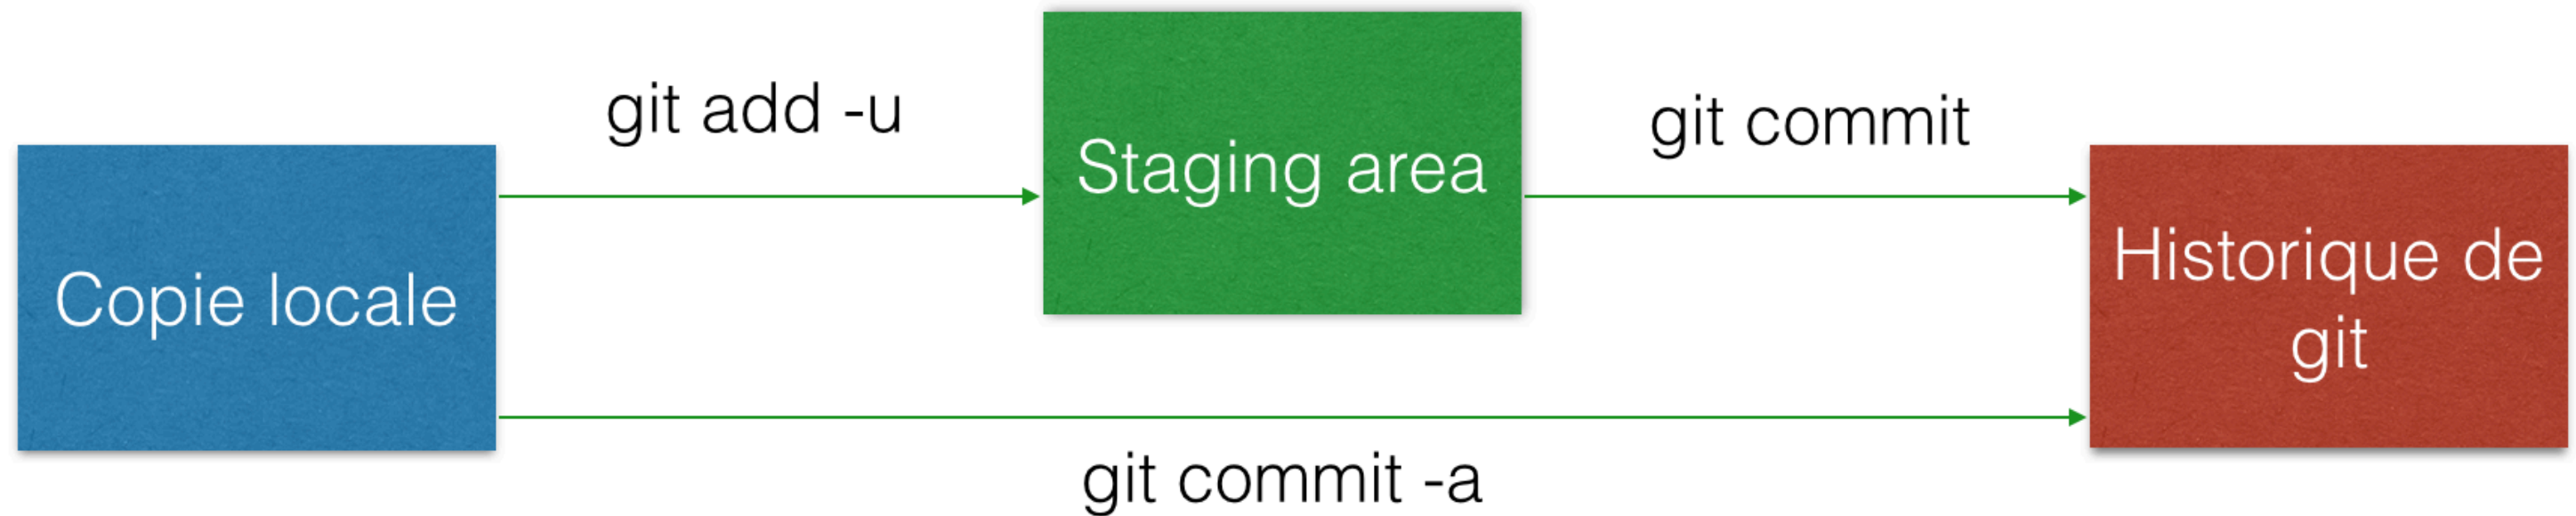 git add -u
Staging area
git commit
Copie locale
Historique de
git
git commit -a